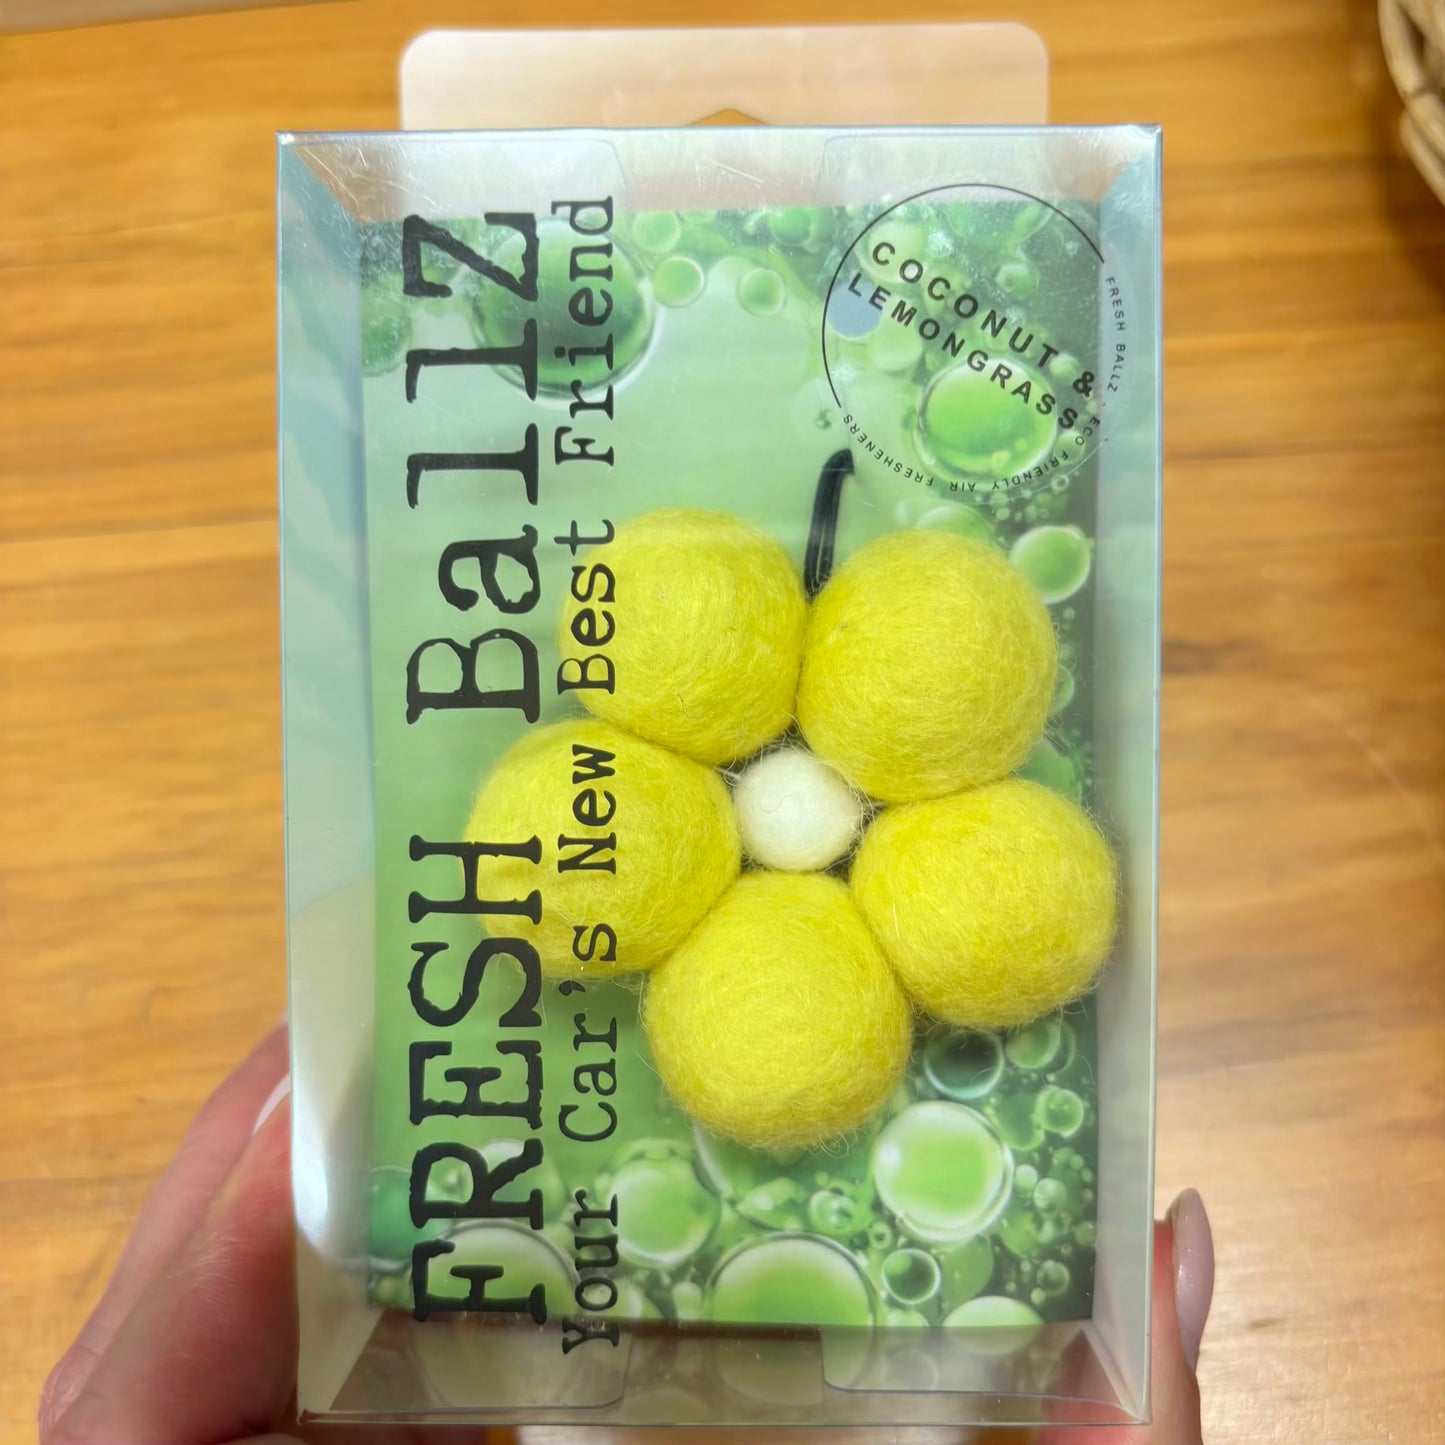 FRESH Ballz
Your Car's New Best Friend
COCONUT &
LEMONGRASS
FRESH BALLZ · ECO FRIENDLY AIR FRESHENERS